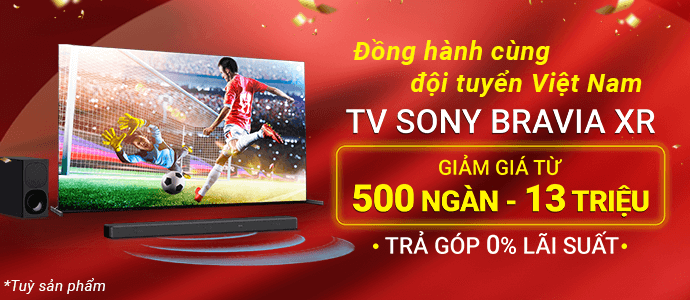 Đồng hành cùng
đội tuyển Việt Nam
TV SONY BRAVIA XR
GIẢM GIÁ TỪ
500 NGÀN - 13 TRIỆU
• TRẢ GÓP 0% LÃI SUẤT •
*Tuỳ sản phẩm